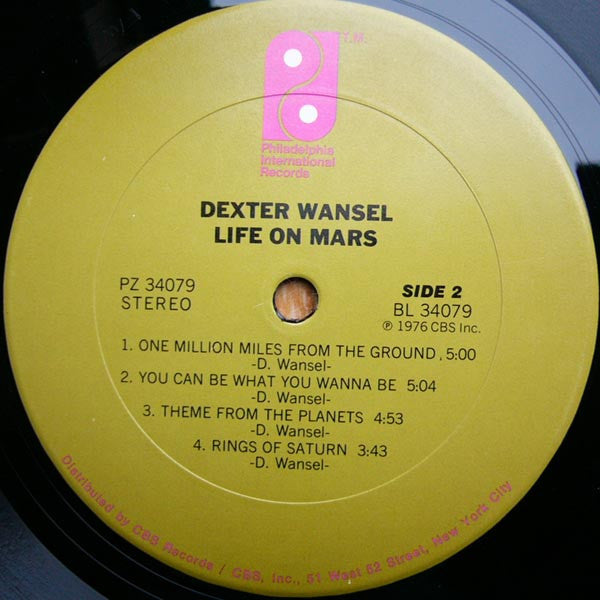 T.M.
Philadelphia
International
Records
DEXTER WANSEL
LIFE ON MARS
PZ 34079
STEREO
SIDE 2
BL 34079
℗ 1976 CBS Inc.
1. ONE MILLION MILES FROM THE GROUND, 5:00
-D. Wansel-
2. YOU CAN BE WHAT YOU WANNA BE 5:04
-D. Wansel-
3. THEME FROM THE PLANETS 4:53
-D. Wansel-
4. RINGS OF SATURN 3:43
-D. Wansel-
Distributed by CBS Records / CBS, Inc., 51 West 52 Street, New York City